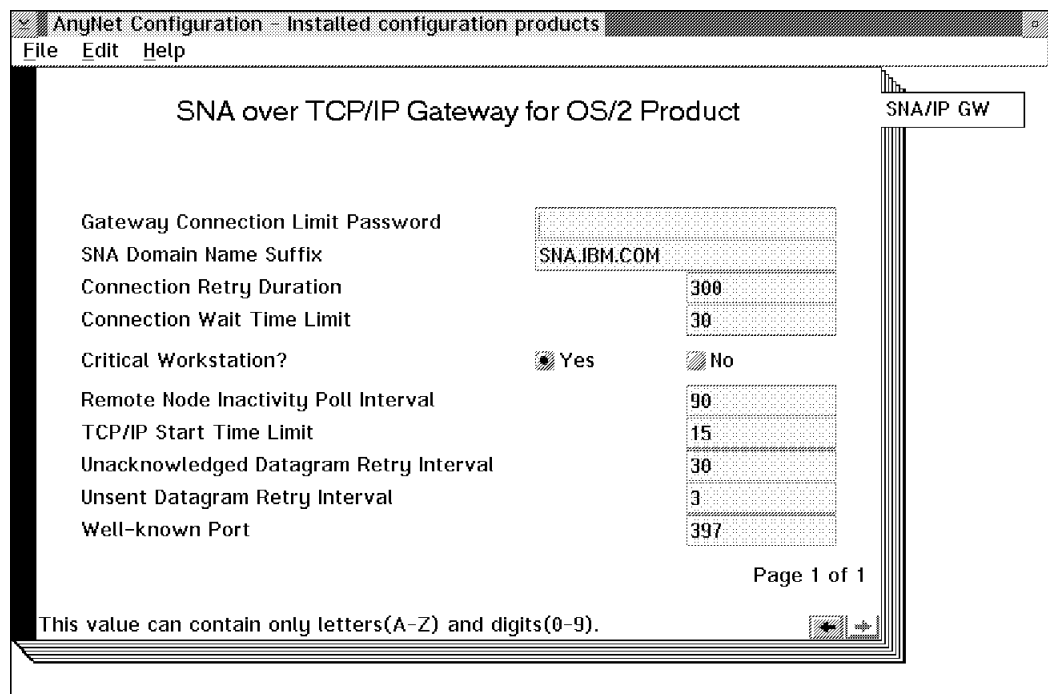 AnyNet Configuration - Installed configuration products
File Edit Help
SNA over TCP/IP Gateway for OS/2 Product
SNA/IP GW
Gateway Connection Limit Password
SNA Domain Name Suffix SNA.IBM.COM
Connection Retry Duration 300
Connection Wait Time Limit 30
Critical Workstation? Yes No
Remote Node Inactivity Poll Interval 90
TCP/IP Start Time Limit 15
Unacknowledged Datagram Retry Interval 30
Unsent Datagram Retry Interval 3
Well-known Port 397
Page 1 of 1
This value can contain only letters(A-Z) and digits(0-9).